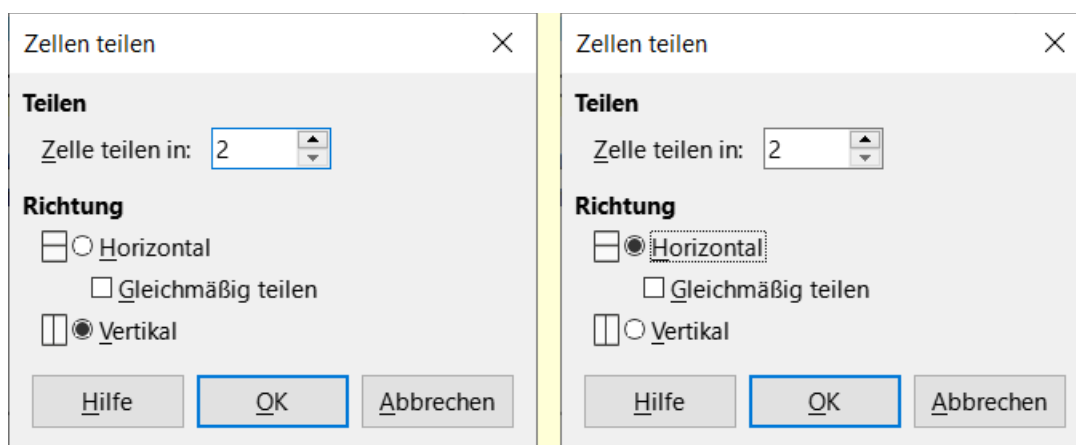 Zellen teilen
Teilen
Zelle teilen in: 2
Richtung
Horizontal
Gleichmäßig teilen
Vertikal
Hilfe OK Abbrechen
Zellen teilen
Teilen
Zelle teilen in: 2
Richtung
Horizontal
Gleichmäßig teilen
Vertikal
Hilfe OK Abbrechen